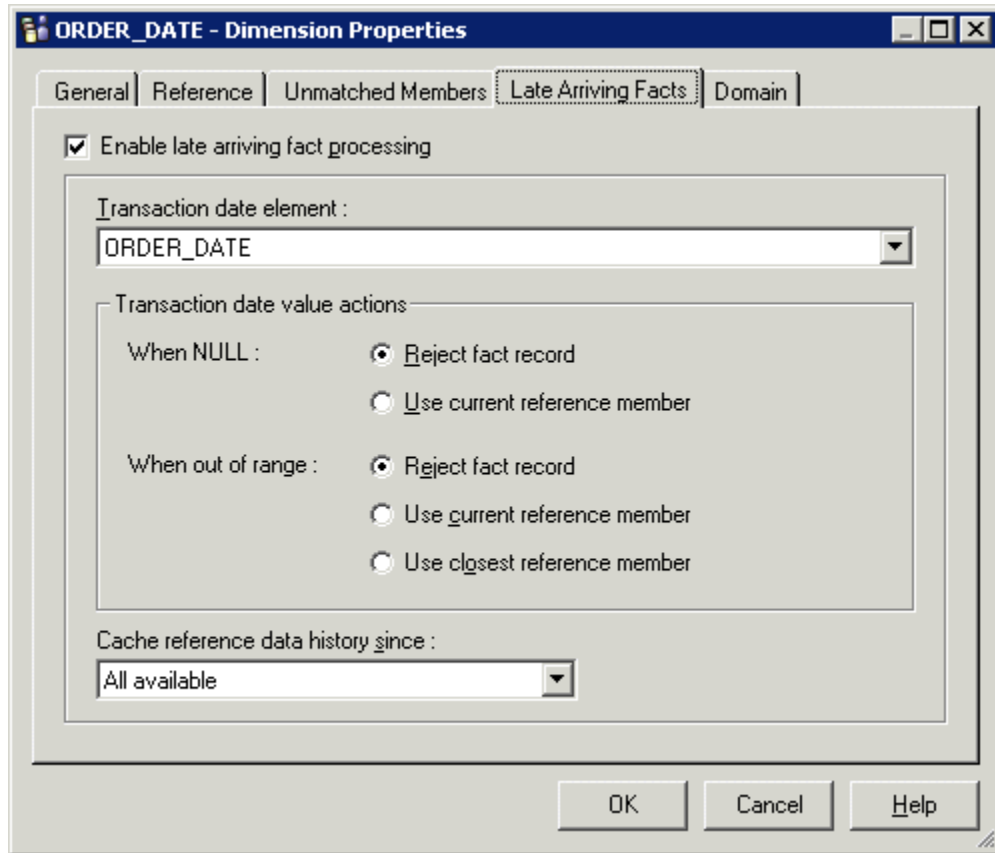 ORDER_DATE - Dimension Properties
General Reference Unmatched Members Late Arriving Facts Domain
Enable late arriving fact processing
Transaction date element :
ORDER_DATE
Transaction date value actions
When NULL : Reject fact record
Use current reference member
When out of range : Reject fact record
Use current reference member
Use closest reference member
Cache reference data history since :
All available
OK Cancel Help